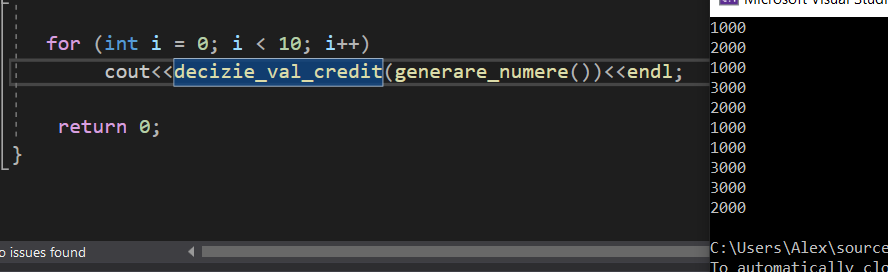 Microsoft Visual Studi
for (int i = 0; i < 10; i++)
cout<<decizie_val_credit(generare_numere())<<endl;
return 0;
}
o issues found
1000
2000
1000
3000
2000
1000
1000
3000
3000
2000
C:\Users\Alex\source
To automatically clo